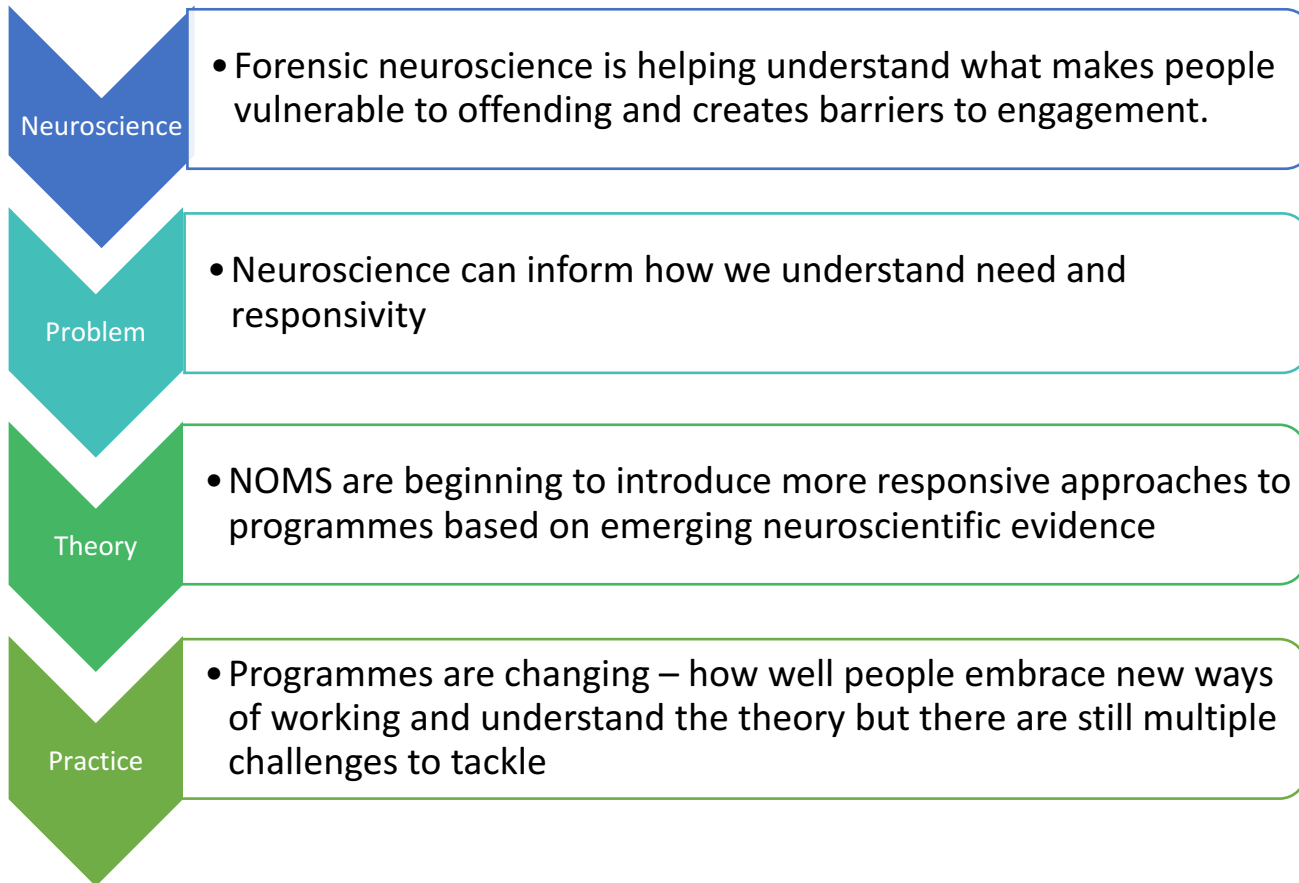 Neuroscience
• Forensic neuroscience is helping understand what makes people
vulnerable to offending and creates barriers to engagement.
Problem
• Neuroscience can inform how we understand need and
responsivity
Theory
• NOMS are beginning to introduce more responsive approaches to
programmes based on emerging neuroscientific evidence
Practice
• Programmes are changing – how well people embrace new ways
of working and understand the theory but there are still multiple
challenges to tackle